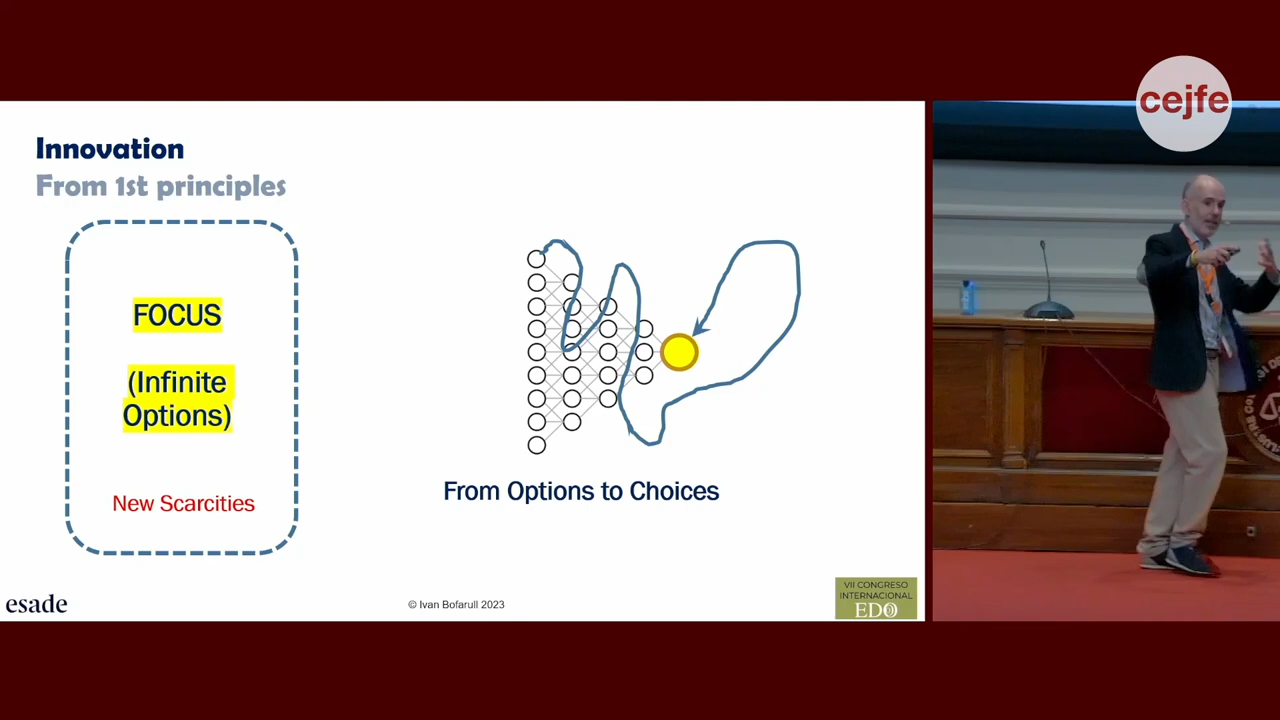 cejfe
Innovation
From 1st principles
FOCUS
(Infinite
Options)
New Scarcities
From Options to Choices
esade
© Ivan Bofarull 2023
VII CONGRESO
INTERNACIONAL
EDO